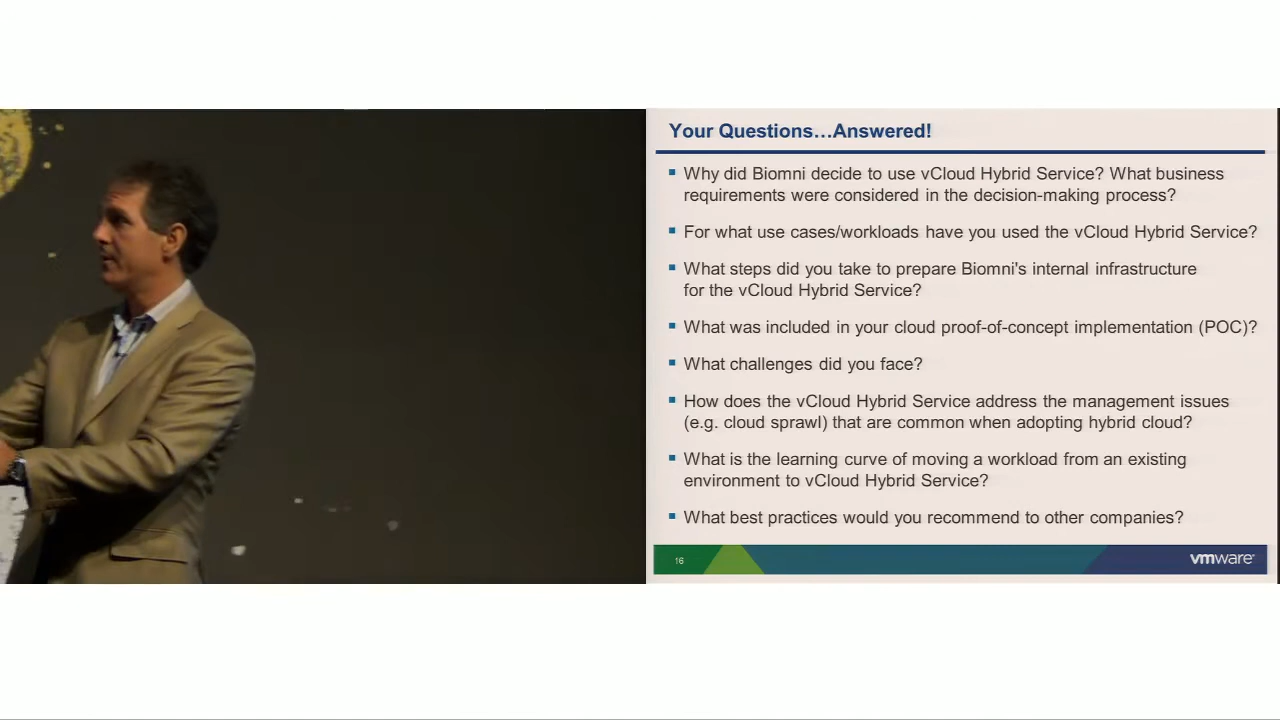 Your Questions…Answered!
Why did Biomni decide to use vCloud Hybrid Service? What business
requirements were considered in the decision-making process?
For what use cases/workloads have you used the vCloud Hybrid Service?
What steps did you take to prepare Biomni's internal infrastructure
for the vCloud Hybrid Service?
What was included in your cloud proof-of-concept implementation (POC)?
What challenges did you face?
How does the vCloud Hybrid Service address the management issues
(e.g. cloud sprawl) that are common when adopting hybrid cloud?
What is the learning curve of moving a workload from an existing
environment to vCloud Hybrid Service?
What best practices would you recommend to other companies?
16
vmware